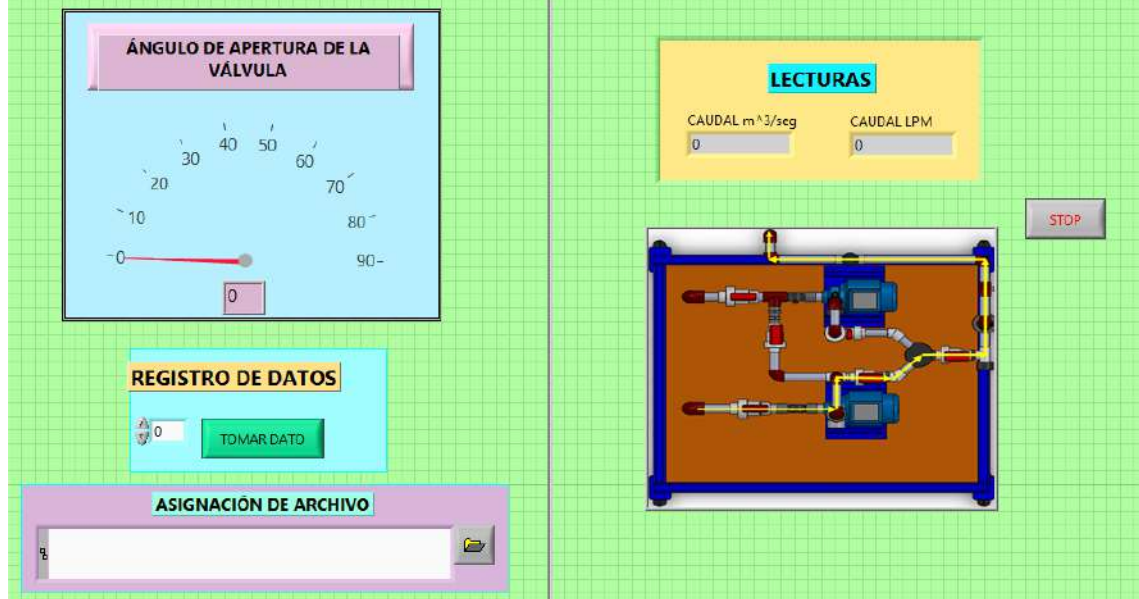 ÁNGULO DE APERTURA DE LA
VÁLVULA
0
10
20
30
40
50
60
70
80
90
0
REGISTRO DE DATOS
0
TOMAR DATO
ASIGNACIÓN DE ARCHIVO
LECTURAS
CAUDAL m^3/seg CAUDAL LPM
0 0
STOP